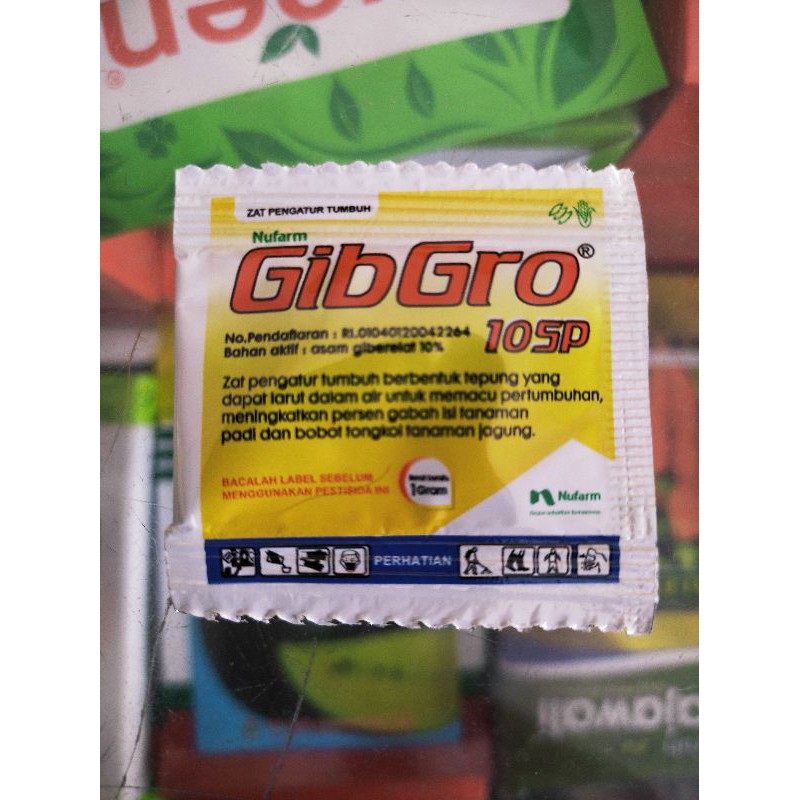 ZAT PENGATUR TUMBUH
Nufarm
GibGro®
10SP
No.Pendaftaran : RI.01040120042264
Bahan aktif : asam giberelat 10%
Zat pengatur tumbuh berbentuk tepung yang
dapat larut dalam air untuk memacu pertumbuhan,
meningkatkan persen gabah isi tanaman
padi dan bobot tongkol tanaman jagung.
BACALAH LABEL SEBELUM
MENGGUNAKAN PESTISIDA INI
1Gram
Nufarm
PERHATIAN
ajawali